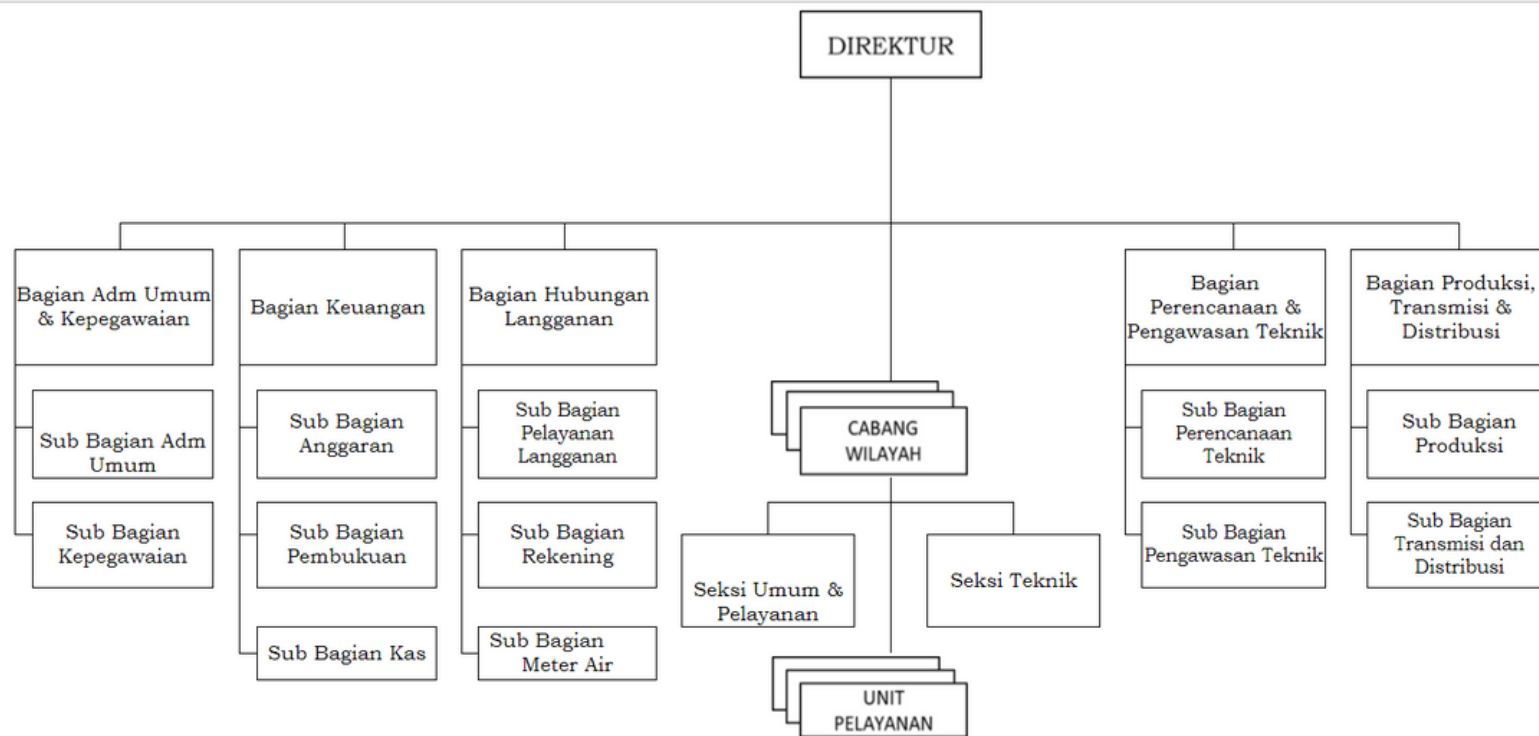 DIREKTUR
Bagian Adm Umum
& Kepegawaian
Bagian Keuangan
Bagian Hubungan
Langganan
Bagian
Perencanaan &
Pengawasan Teknik
Bagian Produksi,
Transmisi &
Distribusi
Sub Bagian Adm
Umum
Sub Bagian
Anggaran
Sub Bagian
Pelayanan
Langganan
CABANG
WILAYAH
Sub Bagian
Perencanaan
Teknik
Sub Bagian
Produksi
Sub Bagian
Kepegawaian
Sub Bagian
Pembukuan
Sub Bagian
Rekening
Seksi Umum &
Pelayanan
Seksi Teknik
Sub Bagian
Pengawasan Teknik
Sub Bagian
Transmisi dan
Distribusi
Sub Bagian Kas
Sub Bagian
Meter Air
UNIT
PELAYANAN